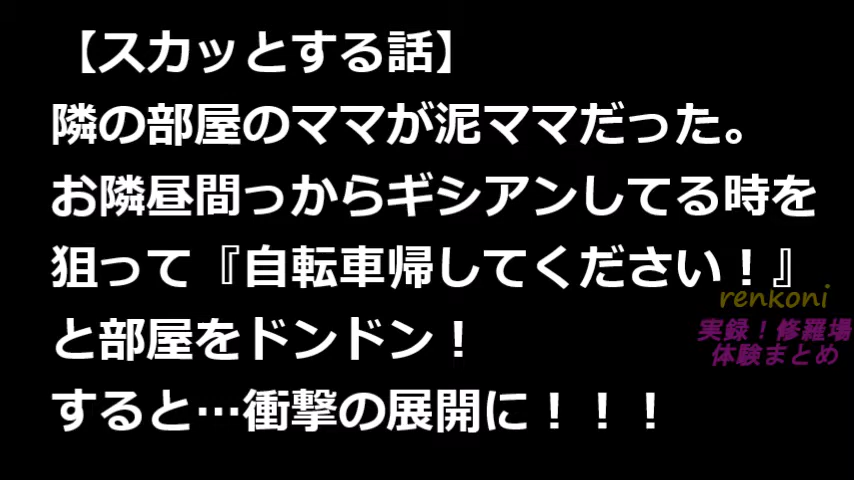 【スカッとする話】
隣の部屋のママが泥ママだった。
お隣昼間っからギシアンしてる時を
狙って『自転車帰してください！』
と部屋をドンドン！
すると…衝撃の展開に！！！
renkoni
実録！修羅場
体験まとめ